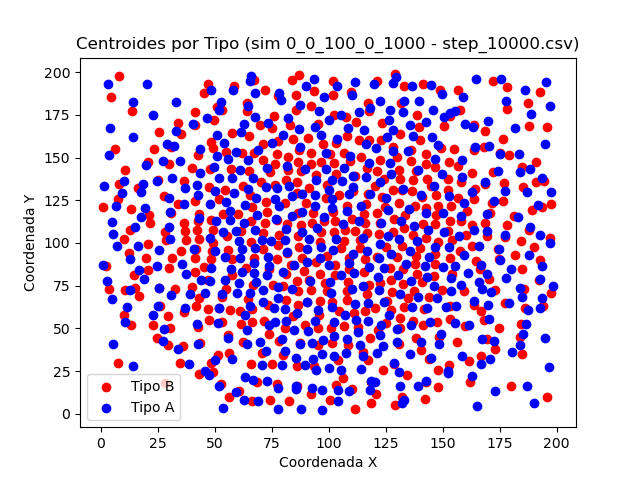 Centroides por Tipo (sim 0_0_100_0_1000 - step_10000.csv)
200
175
150
125
100
75
50
25
0
Coordenada Y
Tipo B
Tipo A
0 25 50 75 100 125 150 175 200
Coordenada X